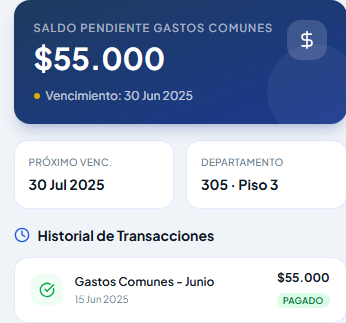 SALDO PENDIENTE GASTOS COMUNES
$
$55.000
Vencimiento: 30 Jun 2025
PRÓXIMO VENC.
30 Jul 2025
DEPARTAMENTO
305 · Piso 3
Historial de Transacciones
Gastos Comunes - Junio
$55.000
15 Jun 2025
PAGADO